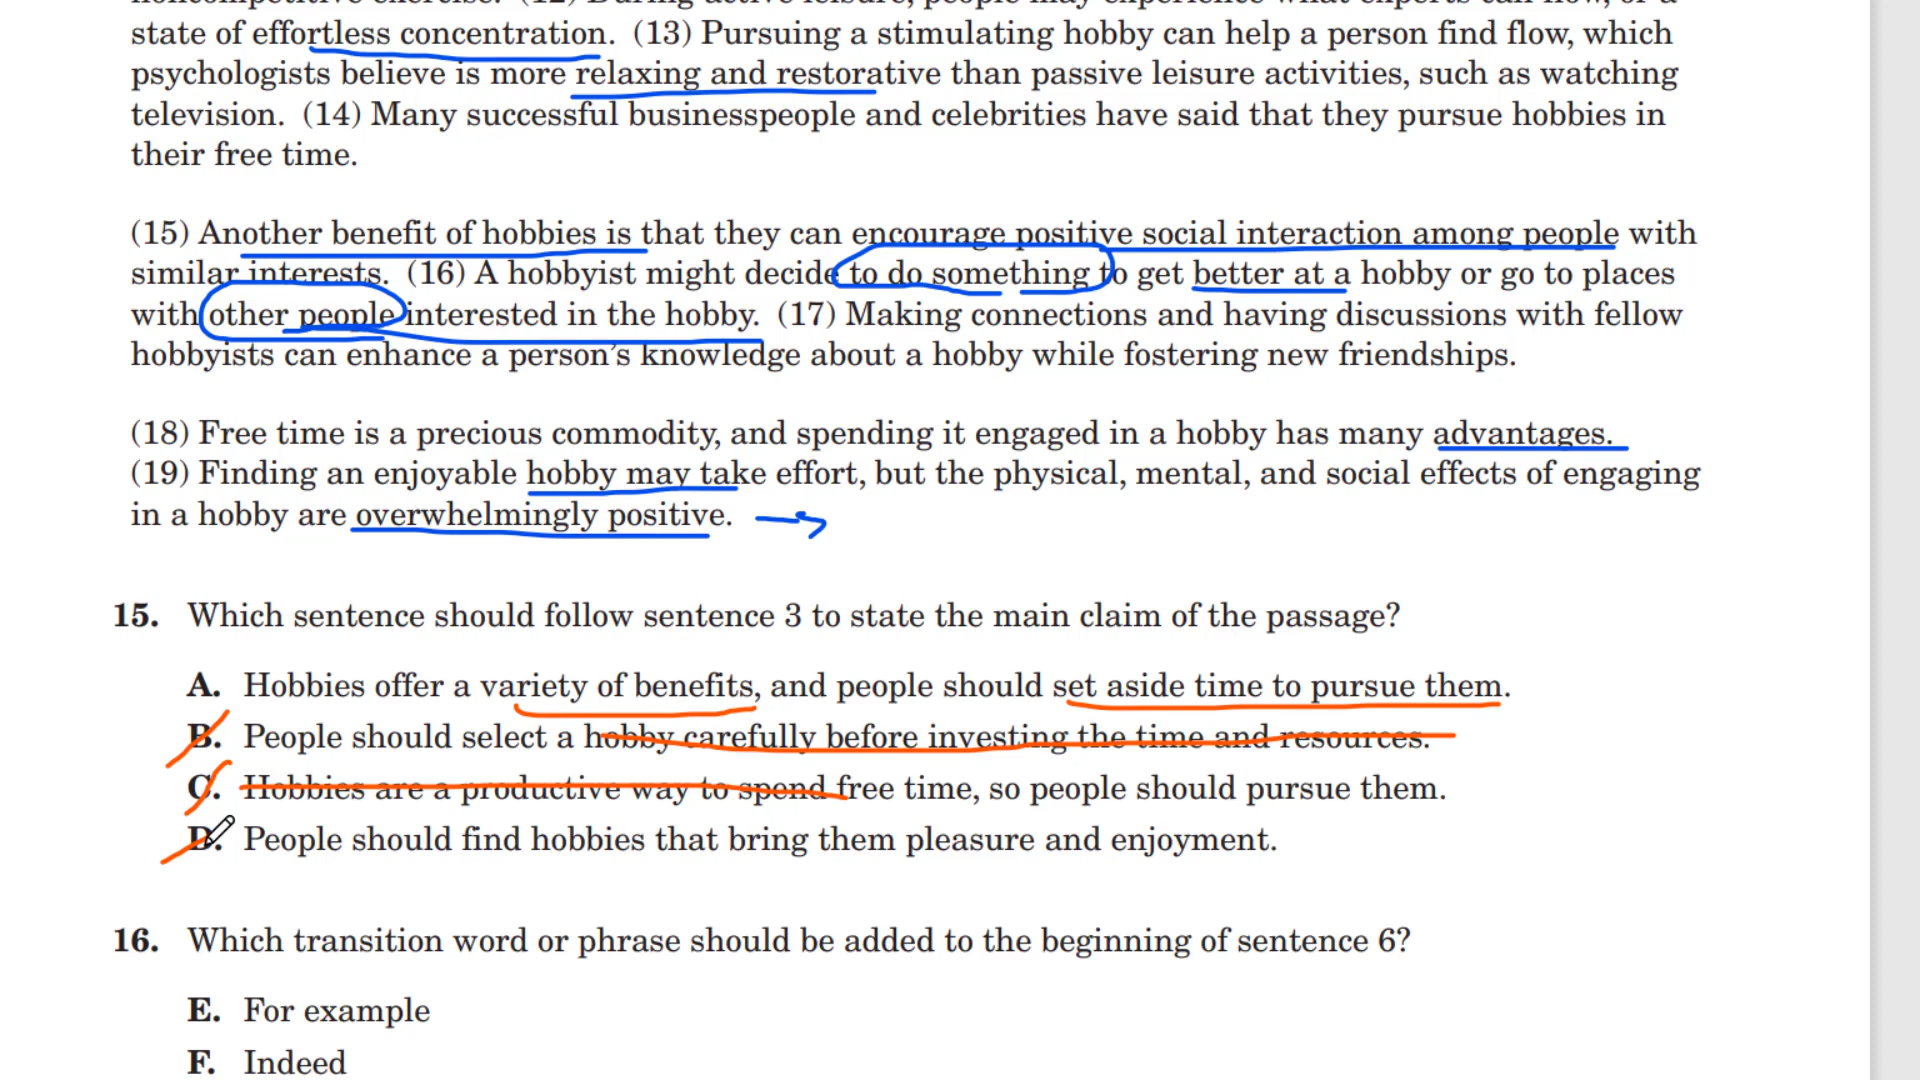 state of effortless concentration. (13) Pursuing a stimulating hobby can help a person find flow, which
psychologists believe is more relaxing and restorative than passive leisure activities, such as watching
television. (14) Many successful businesspeople and celebrities have said that they pursue hobbies in
their free time.
(15) Another benefit of hobbies is that they can encourage positive social interaction among people with
similar interests. (16) A hobbyist might decide to do something to get better at a hobby or go to places
with other people interested in the hobby. (17) Making connections and having discussions with fellow
hobbyists can enhance a person's knowledge about a hobby while fostering new friendships.
(18) Free time is a precious commodity, and spending it engaged in a hobby has many advantages.
(19) Finding an enjoyable hobby may take effort, but the physical, mental, and social effects of engaging
in a hobby are overwhelmingly positive.
15. Which sentence should follow sentence 3 to state the main claim of the passage?
A. Hobbies offer a variety of benefits, and people should set aside time to pursue them.
B. People should select a hobby carefully before investing the time and resources.
C. Hobbies are a productive way to spend free time, so people should pursue them.
D. People should find hobbies that bring them pleasure and enjoyment.
16. Which transition word or phrase should be added to the beginning of sentence 6?
E. For example
F. Indeed